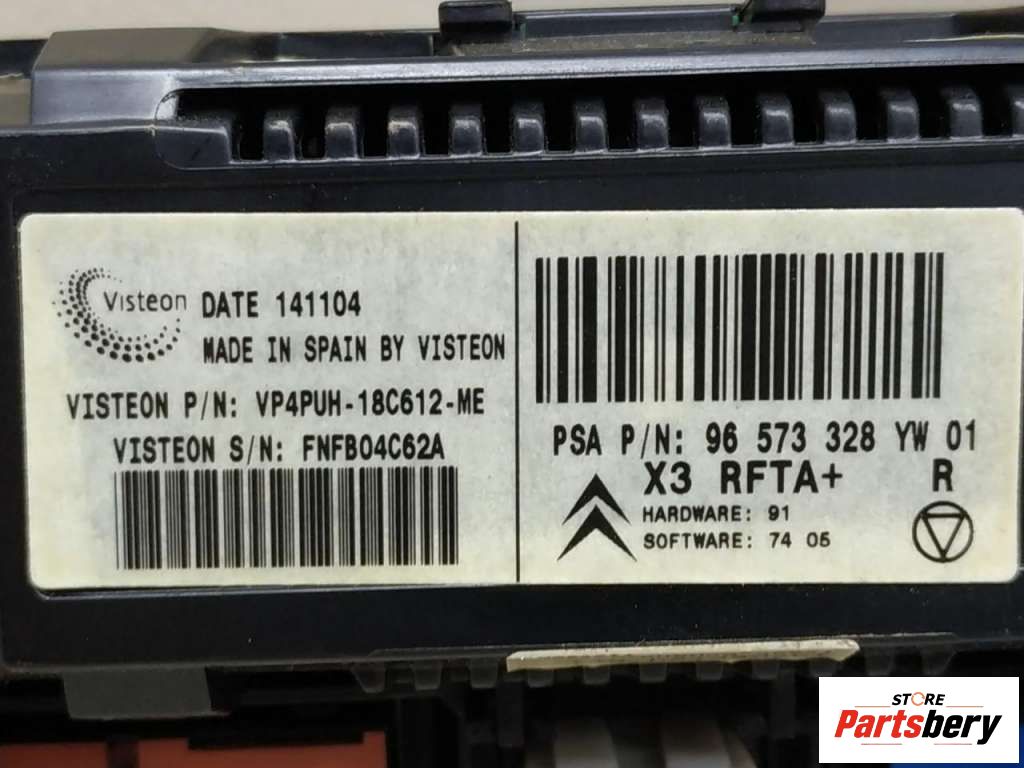 Visteon DATE 141104
MADE IN SPAIN BY VISTEON
VISTEON P/N: VP4PUH-18C612-ME
VISTEON S/N: FNFB04C62A
PSA P/N: 96 573 328 YW 01
X3 RFTA+ R
HARDWARE: 91
SOFTWARE: 74 05
STORE
Partsbery